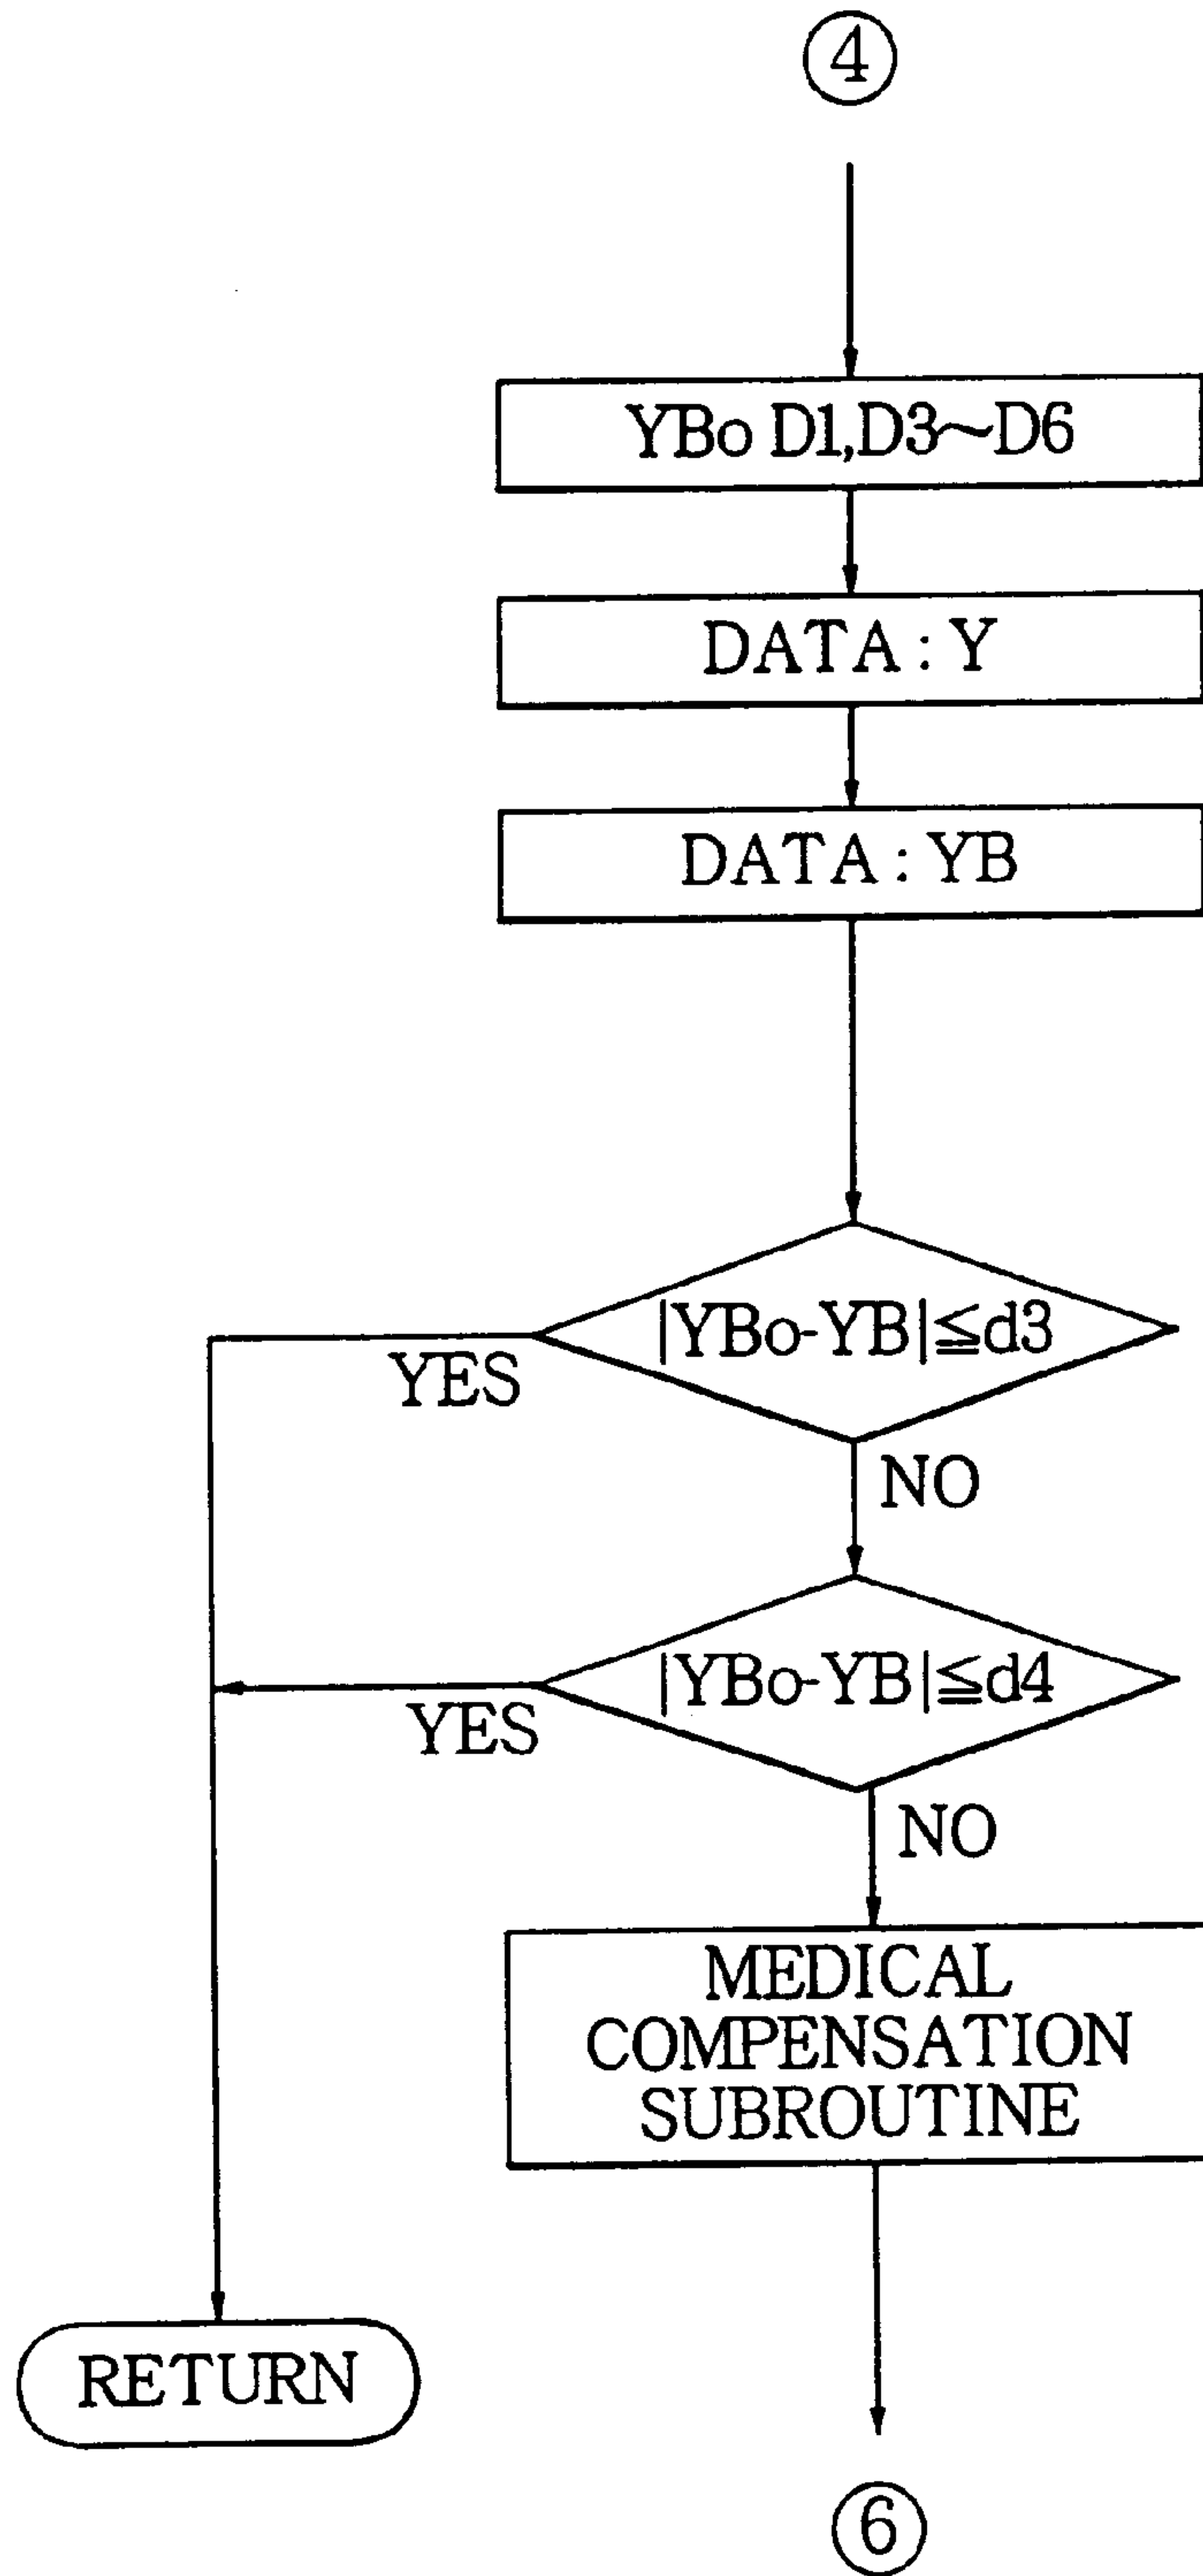 4
YBo D1,D3~D6
DATA : Y
DATA : YB
|YBo-YB|≦d3
YES
NO
|YBo-YB|≦d4
YES
NO
MEDICAL
COMPENSATION
SUBROUTINE
RETURN
6